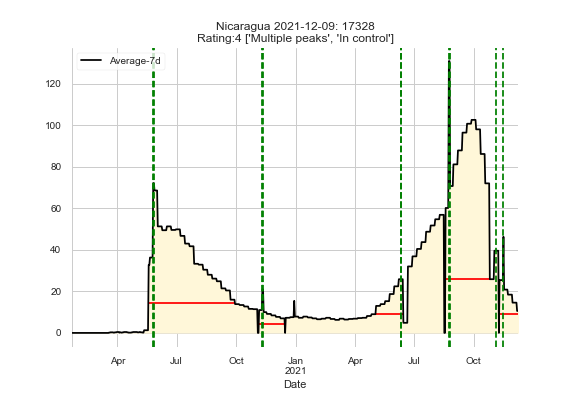 Nicaragua 2021-12-09: 17328
Rating:4 ['Multiple peaks', 'In control']
Average-7d
120
100
80
60
40
20
0
Apr Jul Oct Jan Apr Jul Oct
2021
Date